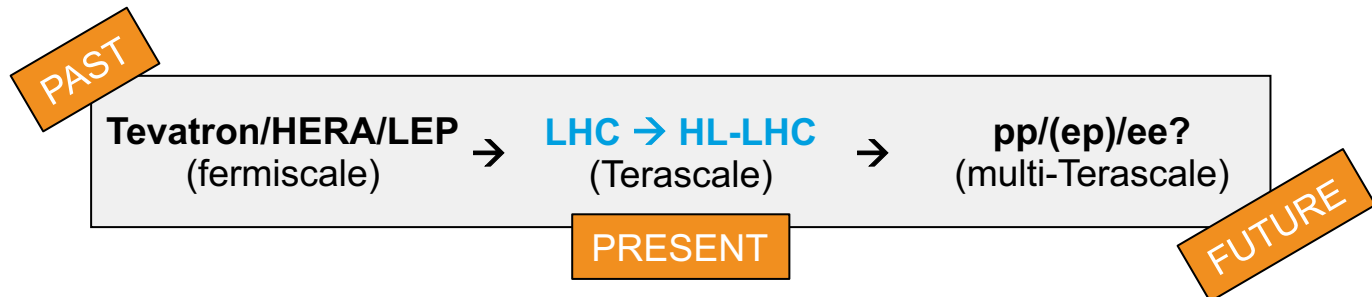 PAST
Tevatron/HERA/LEP → LHC → HL-LHC → pp/(ep)/ee?
(fermiscale) (Terascale) (multi-Terascale)
PRESENT
FUTURE